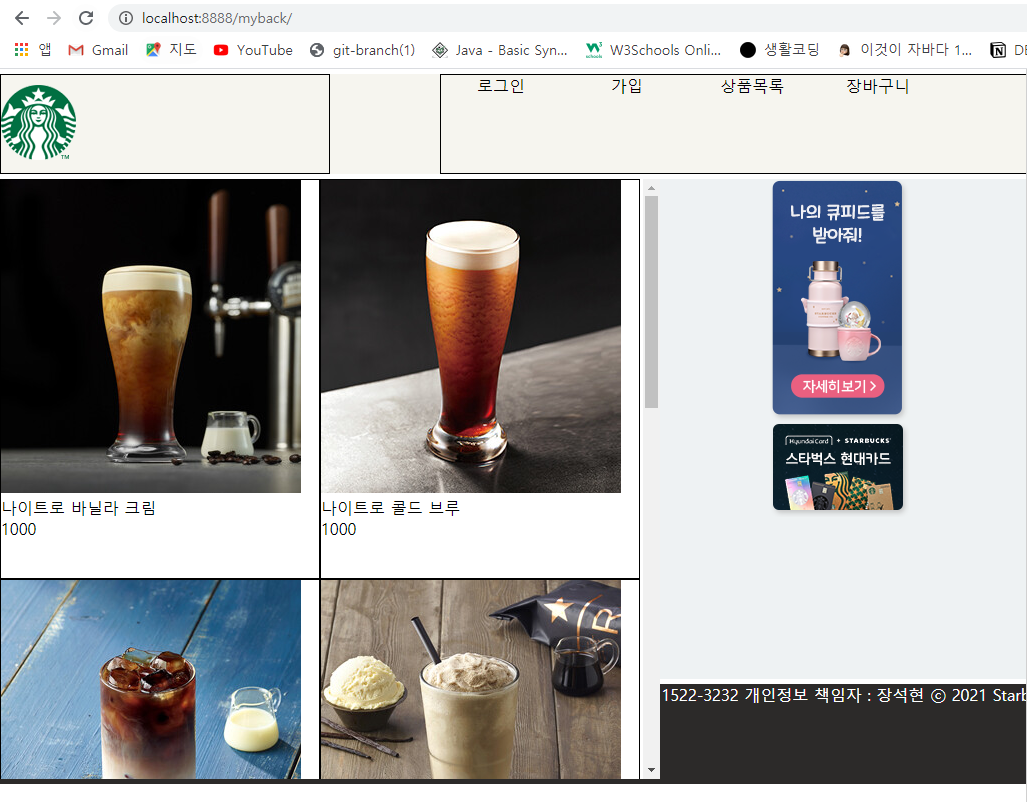 localhost:8888/myback/
앱 Gmail 지도 YouTube git-branch(1) Java - Basic Syn... W3Schools Onli... 생활코딩 이것이 자바다 1...
로그인 가입 상품목록 장바구니
TM
나의 큐피드를
받아줘!
자세히보기 >
HyundaiCard + STARBUCKS
스타벅스 현대카드
나이트로 바닐라 크림
1000
나이트로 콜드 브루
1000
R
1522-3232 개인정보 책임자 : 장석현 ⓒ 2021 Starb